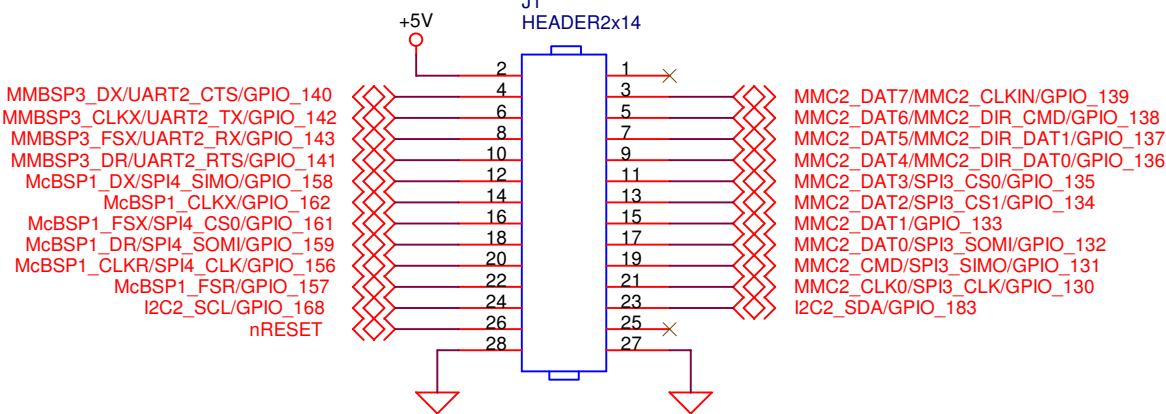 J1
HEADER2x14
+5V
2
1
MMBSP3_DX/UART2_CTS/GPIO_140
4
3
MMC2_DAT7/MMC2_CLKIN/GPIO_139
MMBSP3_CLKX/UART2_TX/GPIO_142
6
5
MMC2_DAT6/MMC2_DIR_CMD/GPIO_138
MMBSP3_FSX/UART2_RX/GPIO_143
8
7
MMC2_DAT5/MMC2_DIR_DAT1/GPIO_137
MMBSP3_DR/UART2_RTS/GPIO_141
10
9
MMC2_DAT4/MMC2_DIR_DAT0/GPIO_136
McBSP1_DX/SPI4_SIMO/GPIO_158
12
11
MMC2_DAT3/SPI3_CS0/GPIO_135
McBSP1_CLKX/GPIO_162
14
13
MMC2_DAT2/SPI3_CS1/GPIO_134
McBSP1_FSX/SPI4_CS0/GPIO_161
16
15
MMC2_DAT1/GPIO_133
McBSP1_DR/SPI4_SOMI/GPIO_159
18
17
MMC2_DAT0/SPI3_SOMI/GPIO_132
McBSP1_CLKR/SPI4_CLK/GPIO_156
20
19
MMC2_CMD/SPI3_SIMO/GPIO_131
McBSP1_FSR/GPIO_157
22
21
MMC2_CLK0/SPI3_CLK/GPIO_130
I2C2_SCL/GPIO_168
24
23
I2C2_SDA/GPIO_183
nRESET
26
25
28
27